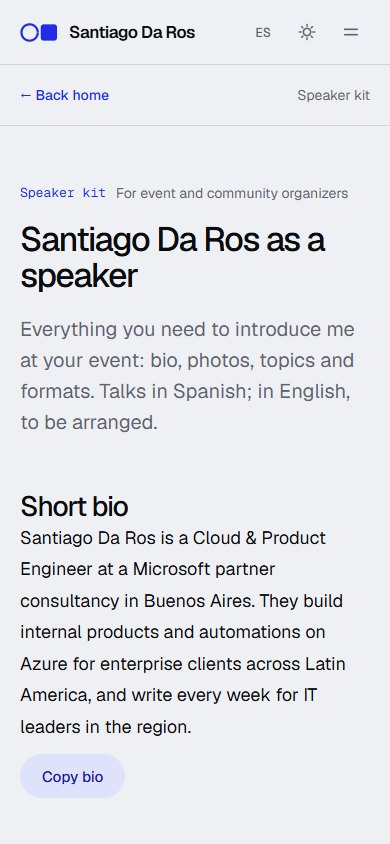 Santiago Da Ros
ES
← Back home
Speaker kit
Speaker kit For event and community organizers
Santiago Da Ros as a
speaker
Everything you need to introduce me
at your event: bio, photos, topics and
formats. Talks in Spanish; in English,
to be arranged.
Short bio
Santiago Da Ros is a Cloud & Product
Engineer at a Microsoft partner
consultancy in Buenos Aires. They build
internal products and automations on
Azure for enterprise clients across Latin
America, and write every week for IT
leaders in the region.
Copy bio